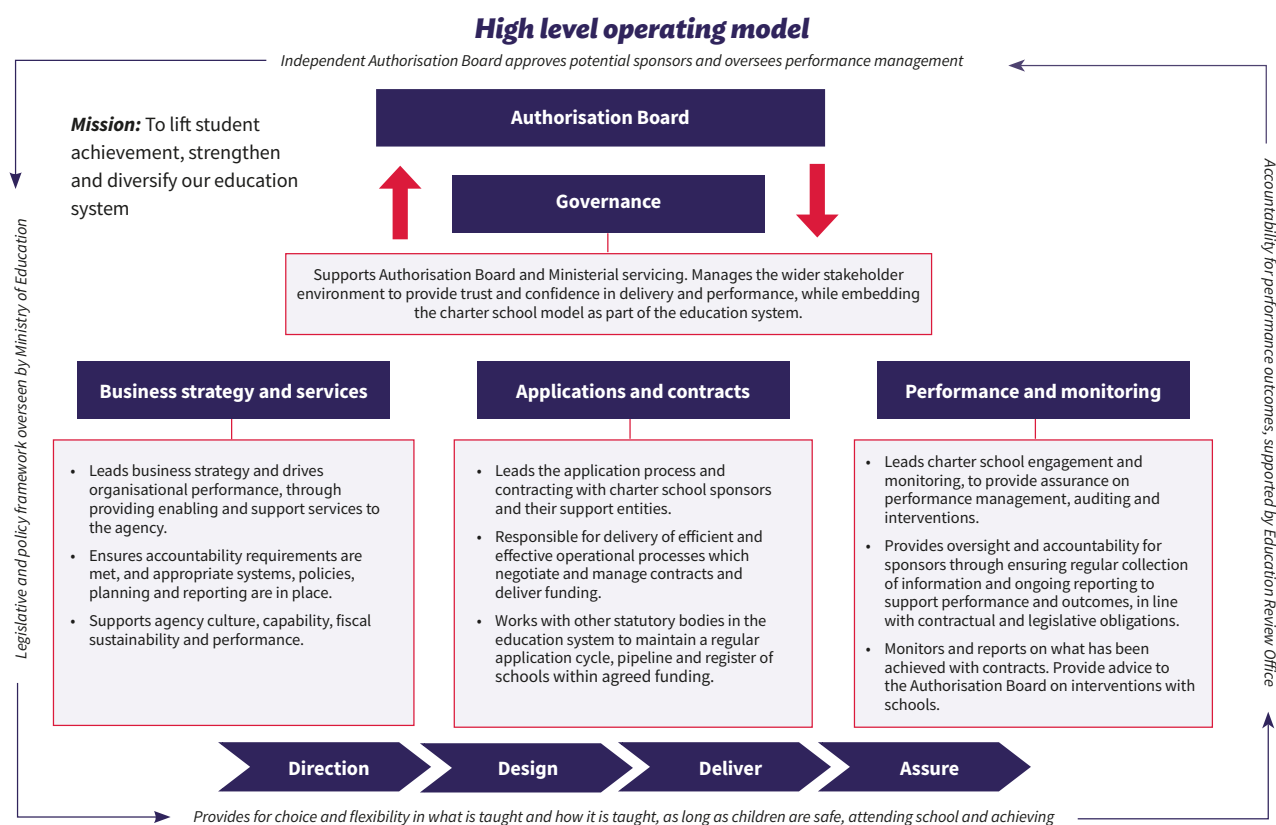 High level operating model
Independent Authorisation Board approves potential sponsors and oversees performance management
Mission: To lift student
achievement, strengthen
and diversify our education
system
Authorisation Board
Governance
Supports Authorisation Board and Ministerial servicing. Manages the wider stakeholder
environment to provide trust and confidence in delivery and performance, while embedding
the charter school model as part of the education system.
Legislative and policy framework overseen by Ministry of Education
Business strategy and services
• Leads business strategy and drives
organisational performance, through
providing enabling and support services to
the agency.
• Ensures accountability requirements are
met, and appropriate systems, policies,
planning and reporting are in place.
• Supports agency culture, capability, fiscal
sustainability and performance.
Applications and contracts
• Leads the application process and
contracting with charter school sponsors
and their support entities.
• Responsible for delivery of efficient and
effective operational processes which
negotiate and manage contracts and
deliver funding.
• Works with other statutory bodies in the
education system to maintain a regular
application cycle, pipeline and register of
schools within agreed funding.
Performance and monitoring
• Leads charter school engagement and
monitoring, to provide assurance on
performance management, auditing and
interventions.
• Provides oversight and accountability for
sponsors through ensuring regular collection
of information and ongoing reporting to
support performance and outcomes, in line
with contractual and legislative obligations.
• Monitors and reports on what has been
achieved with contracts. Provide advice to
the Authorisation Board on interventions with
schools.
Accountability for performance outcomes, supported by Education Review Office
Direction
Design
Deliver
Assure
Provides for choice and flexibility in what is taught and how it is taught, as long as children are safe, attending school and achieving